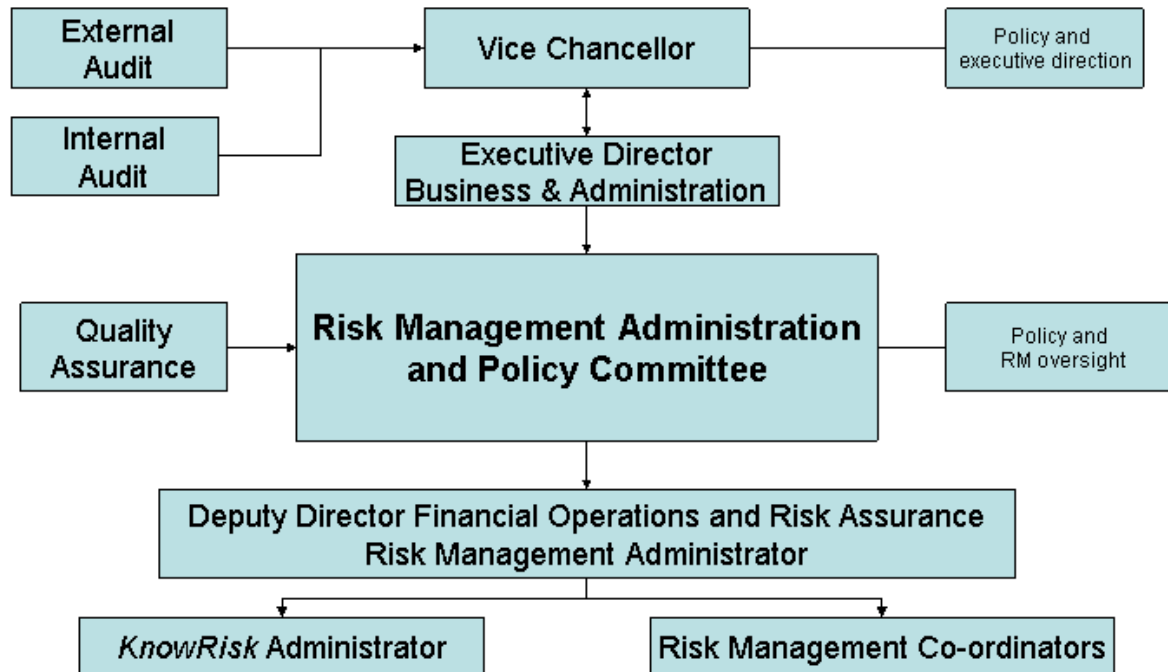 External
Audit
Vice Chancellor
Policy and
executive direction
Internal
Audit
Executive Director
Business & Administration
Quality
Assurance
Risk Management Administration
and Policy Committee
Policy and
RM oversight
Deputy Director Financial Operations and Risk Assurance
Risk Management Administrator
KnowRisk Administrator
Risk Management Co-ordinators